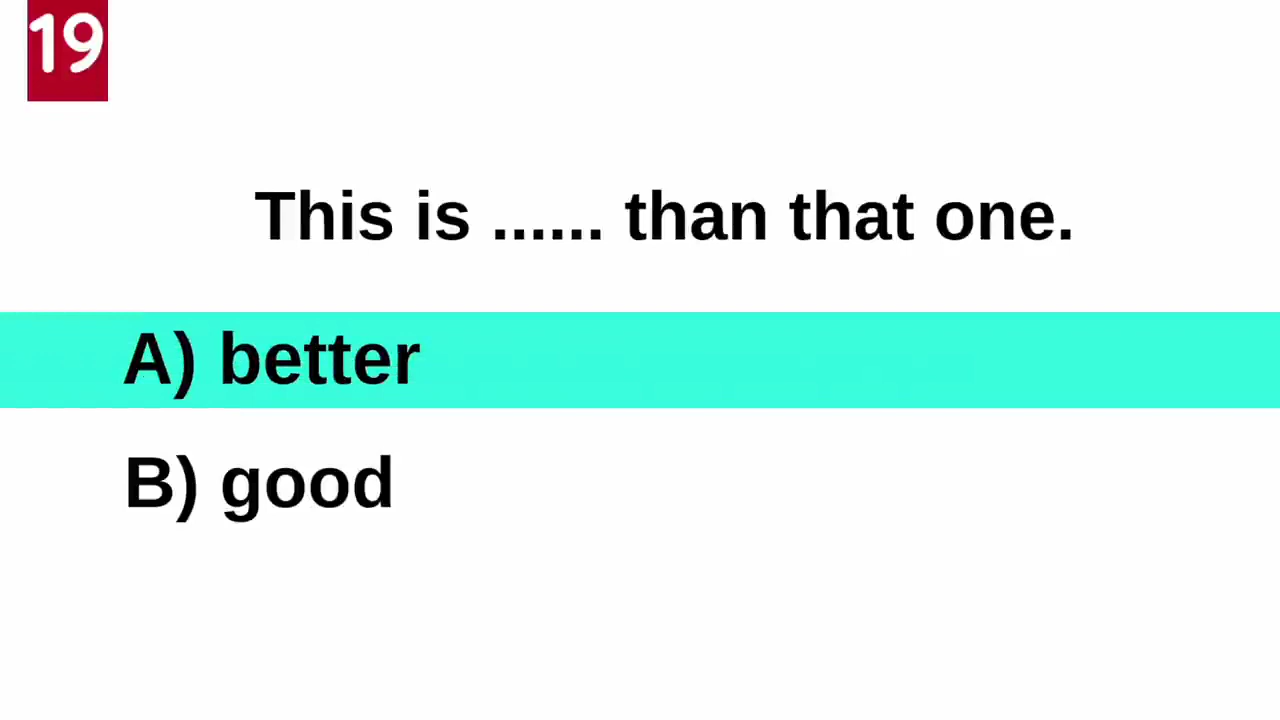 19
This is ...... than that one.
A) better
B) good